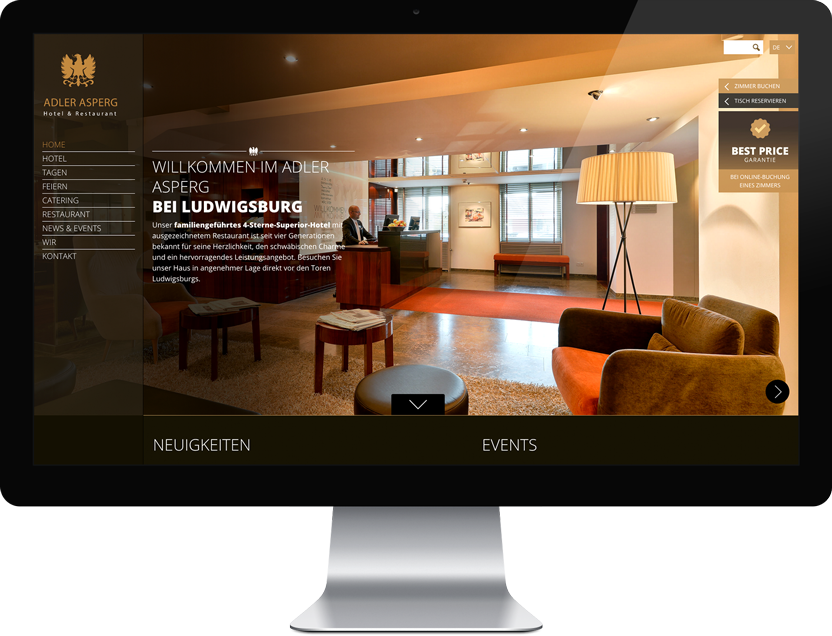 ADLER ASPERG
Hotel & Restaurant
HOME
HOTEL
TAGEN
FEIERN
CATERING
RESTAURANT
NEWS & EVENTS
WIR
KONTAKT
WILLKOMMEN IM ADLER
ASPERG
BEI LUDWIGSBURG
Unser familiengeführtes 4-Sterne-Superior-Hotel mit
ausgezeichnetem Restaurant ist seit vier Generationen
bekannt für seine Herzlichkeit, den schwäbischen Charme
und ein hervorragendes Leistungsangebot. Besuchen Sie
unser Haus in angenehmer Lage direkt vor den Toren
Ludwigsburgs.
DE
ZIMMER BUCHEN
TISCH RESERVIEREN
BEST PRICE
GARANTIE
BEI ONLINE-BUCHUNG
EINES ZIMMERS
NEUIGKEITEN
EVENTS